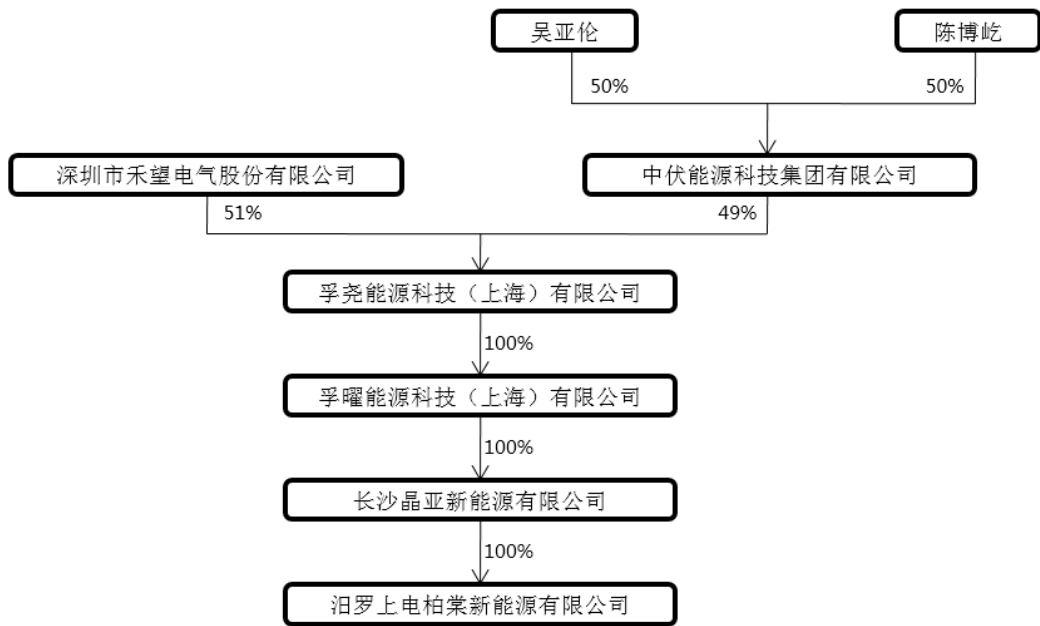 吴亚伦
陈博屹
50%
50%
深圳市禾望电气股份有限公司
中伏能源科技集团有限公司
51%
49%
孚尧能源科技（上海）有限公司
100%
孚曜能源科技（上海）有限公司
100%
长沙晶亚新能源有限公司
100%
汨罗上电柏棠新能源有限公司